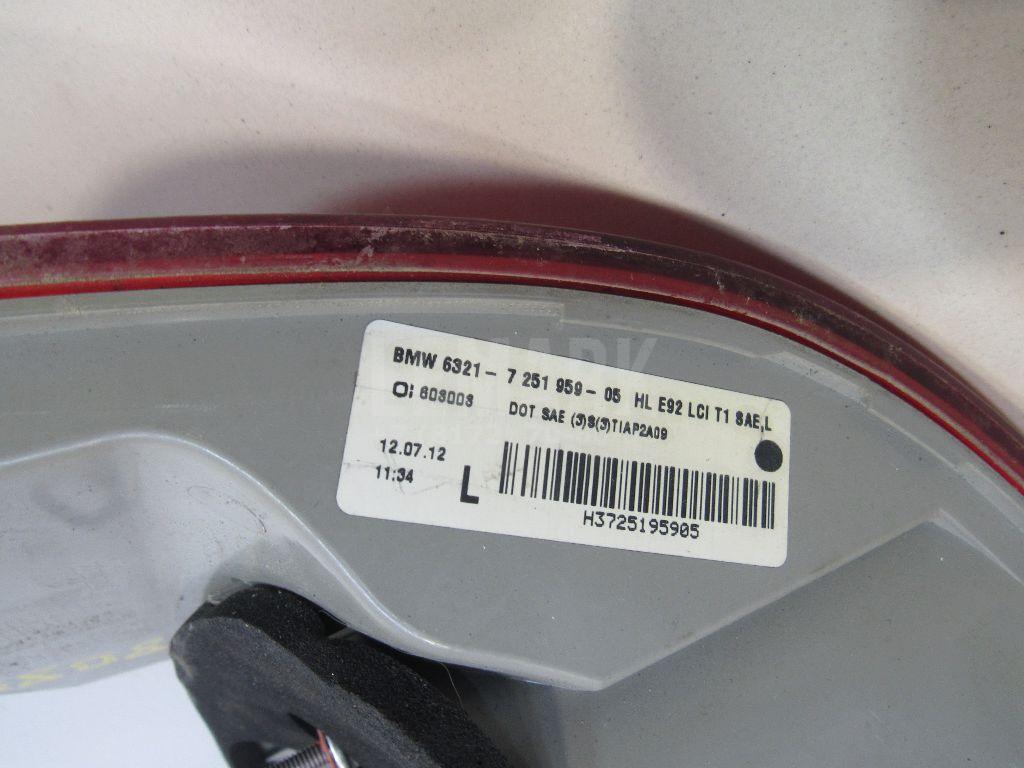 BMW 6321- 7 251 959- 05 HL E92 LCI T1 SAE,L
603003 DOT SAE (3)S(3)TIAP2A09
12.07.12
11:34
L
H3725195905